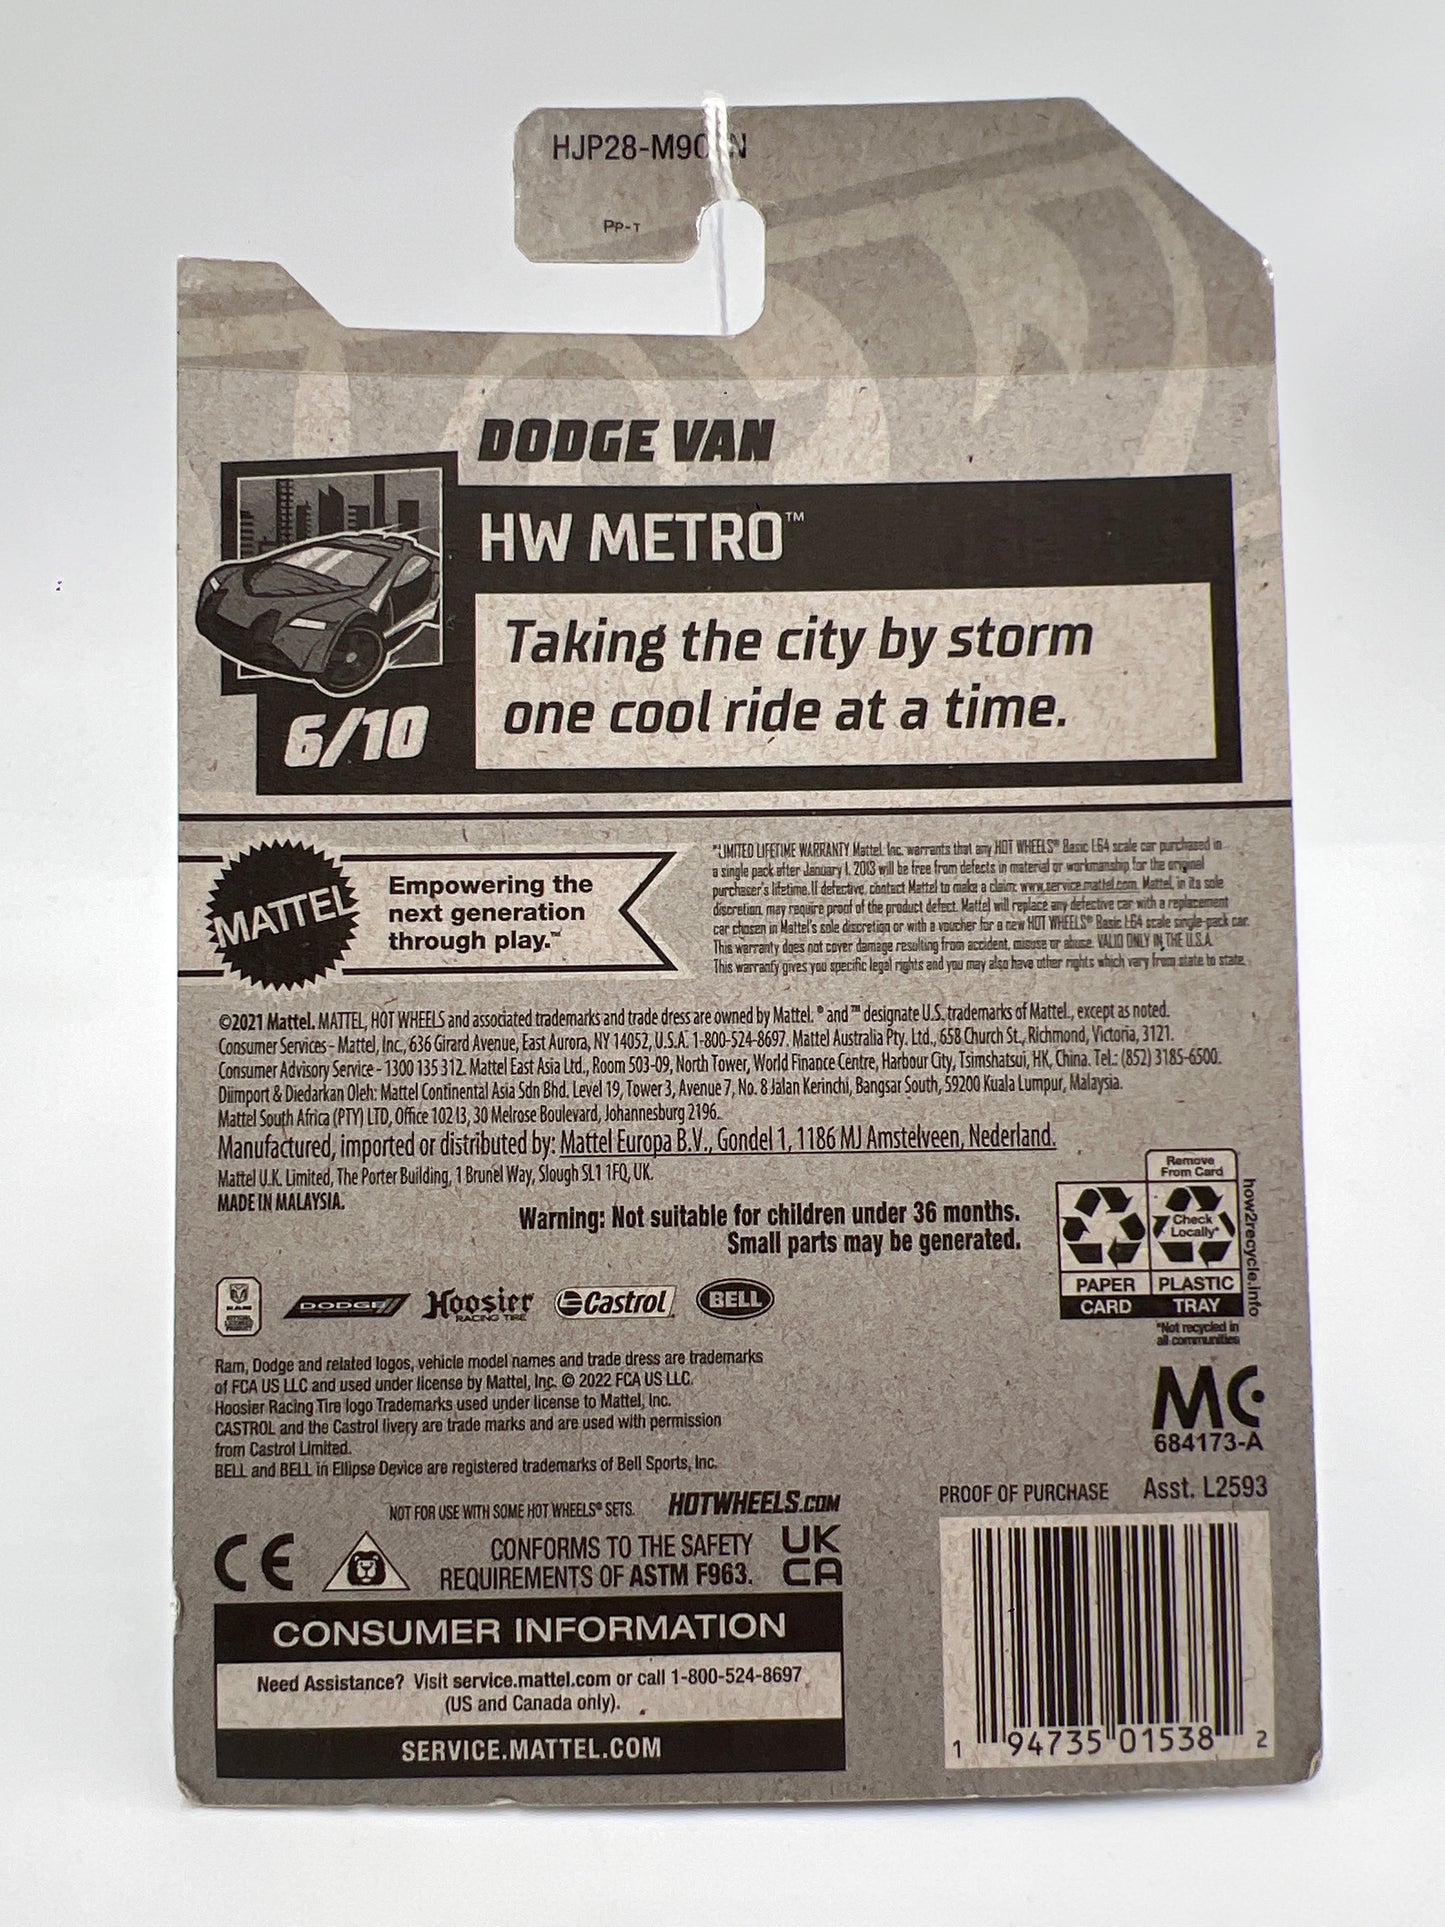 HJP28-M90 N
PP-T
DODGE VAN
HW METRO™
Taking the city by storm
one cool ride at a time.
6/10
MATTEL
Empowering the
next generation
through play.™
*LIMITED LIFETIME WARRANTY Mattel, Inc. warrants that any HOT WHEELS® Basic 1:64 scale car purchased in
a single pack after January 1, 2013 will be free from defects in material or workmanship for the original
purchaser's lifetime. If defective, contact Mattel to make a claim: www.service.mattel.com. Mattel, in its sole
discretion, may require proof of the product defect. Mattel will replace any defective car with a replacement
car chosen in Mattel's sole discretion or with a voucher for a new HOT WHEELS® Basic 1:64 scale single-pack car.
This warranty does not cover damage resulting from accident, misuse or abuse. VALID ONLY IN THE U.S.A.
This warranty gives you specific legal rights and you may also have other rights which vary from state to state.
©2021 Mattel. MATTEL, HOT WHEELS and associated trademarks and trade dress are owned by Mattel. ® and ™ designate U.S. trademarks of Mattel, except as noted.
Consumer Services - Mattel, Inc., 636 Girard Avenue, East Aurora, NY 14052, U.S.A. 1-800-524-8697. Mattel Australia Pty. Ltd., 658 Church St., Richmond, Victoria, 3121.
Consumer Advisory Service - 1300 135 312. Mattel East Asia Ltd., Room 503-09, North Tower, World Finance Centre, Harbour City, Tsimshatsui, HK, China. Tel.: (852) 3185-6500.
Diimport & Diedarkan Oleh: Mattel Continental Asia Sdn Bhd. Level 19, Tower 3, Avenue 7, No. 8 Jalan Kerinchi, Bangsar South, 59200 Kuala Lumpur, Malaysia.
Mattel South Africa (PTY) LTD, Office 102 I3, 30 Melrose Boulevard, Johannesburg 2196.
Manufactured, imported or distributed by: Mattel Europa B.V., Gondel 1, 1186 MJ Amstelveen, Nederland.
Mattel U.K. Limited, The Porter Building, 1 Brunel Way, Slough SL1 1FQ, UK.
MADE IN MALAYSIA.
Warning: Not suitable for children under 36 months.
Small parts may be generated.
Remove
From Card
Check
Locally*
PAPER
PLASTIC
CARD
TRAY
how2recycle.info
*Not recycled in
all communities
RAM
OFFICIAL
LICENSED
PRODUCT
DODGE
Hoosier
RACING TIRE
Castrol
BELL
Ram, Dodge and related logos, vehicle model names and trade dress are trademarks
of FCA US LLC and used under license by Mattel, Inc. © 2022 FCA US LLC.
Hoosier Racing Tire logo Trademarks used under license to Mattel, Inc.
CASTROL and the Castrol livery are trade marks and are used with permission
from Castrol Limited.
BELL and BELL in Ellipse Device are registered trademarks of Bell Sports, Inc.
MC
684173-A
NOT FOR USE WITH SOME HOT WHEELS® SETS.
HOTWHEELS.COM
PROOF OF PURCHASE
Asst. L2593
CE
CONFORMS TO THE SAFETY
REQUIREMENTS OF ASTM F963.
UK
CA
CONSUMER INFORMATION
Need Assistance? Visit service.mattel.com or call 1-800-524-8697
(US and Canada only).
SERVICE.MATTEL.COM
1 94735 01538 2